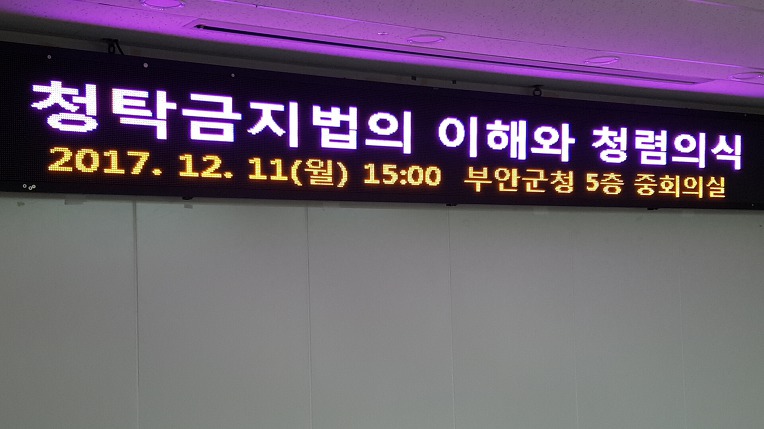 청탁금지법의 이해와 청렴의식
2017. 12. 11(월) 15:00 부안군청 5층 중회의실